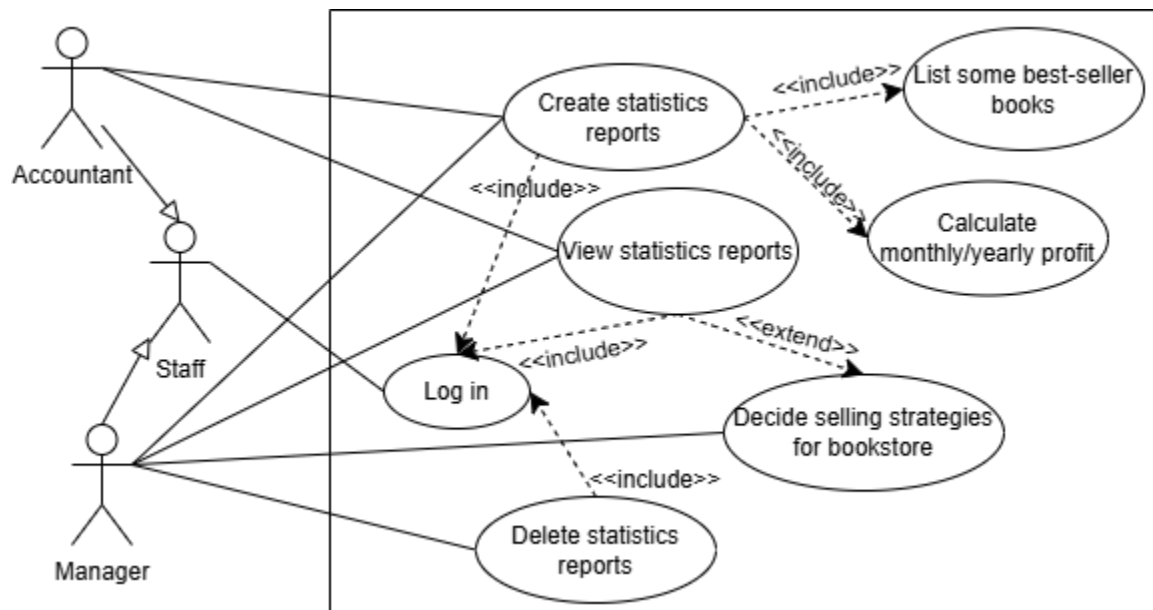 Accountant
Staff
Manager
Create statistics
reports
<<include>>
List some best-seller
books
<<include>>
Calculate
monthly/yearly profit
<<include>>
View statistics reports
<<include>>
<<extend>>
Log in
Decide selling strategies
for bookstore
<<include>>
Delete statistics
reports